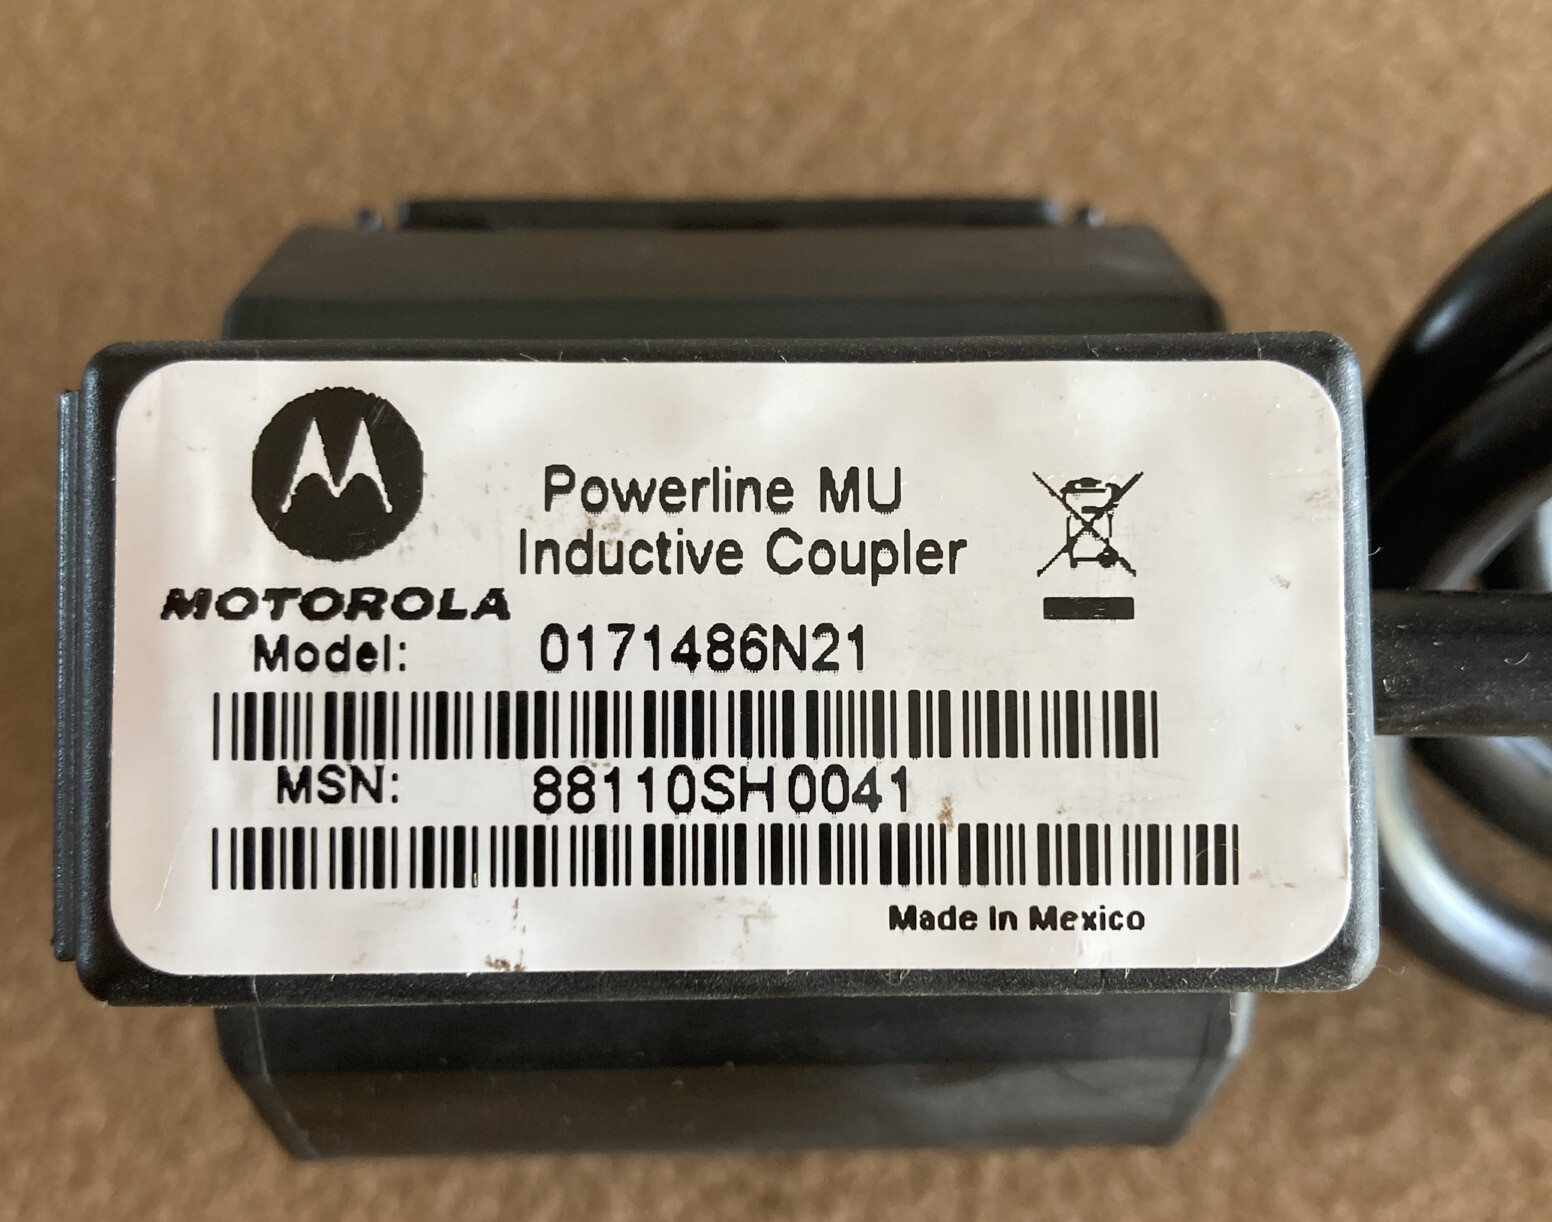 Powerline MU
Inductive Coupler
MOTOROLA
Model: 0171486N21
MSN: 88110SH0041
Made In Mexico